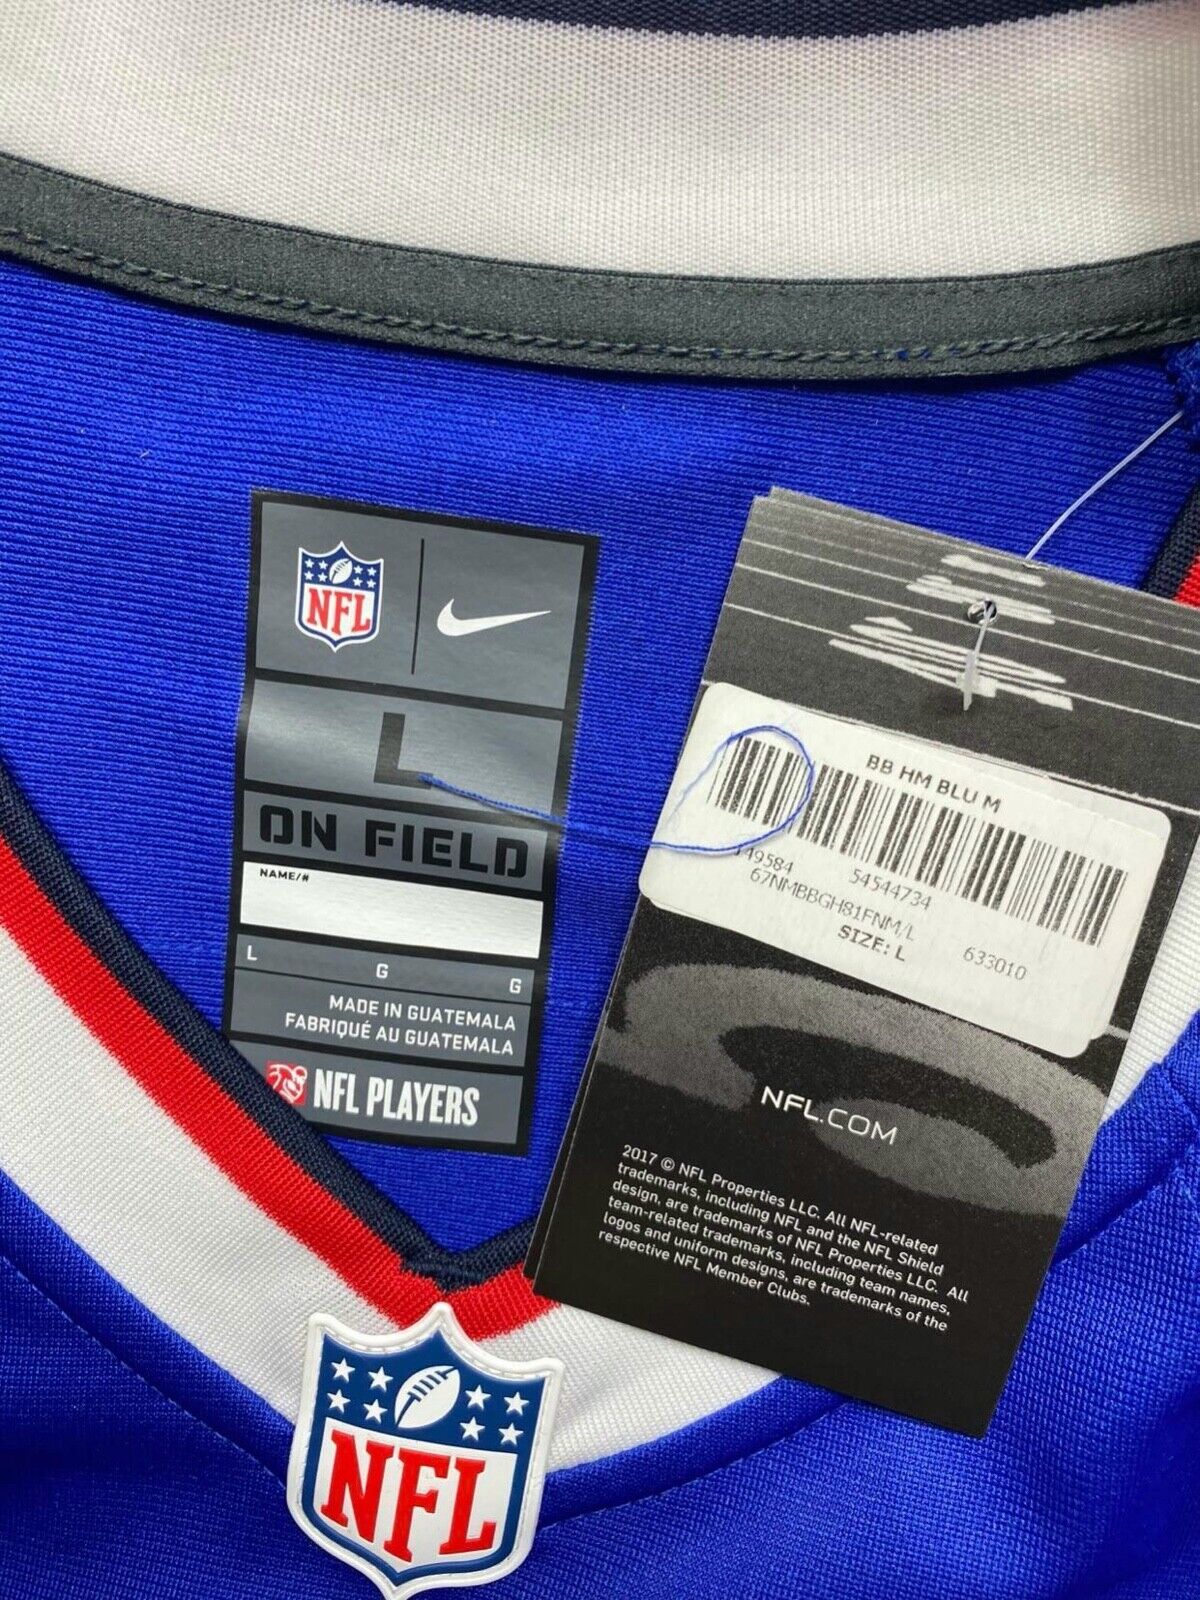 NFL
L
ON FIELD
NAME/#
L G G
MADE IN GUATEMALA
FABRIQUÉ AU GUATEMALA
NFL PLAYERS
BB HM BLU M
49584 54544734 633010
67NMBBGH81FNM/L
SIZE: L
NFL.COM
2017 © NFL Properties LLC. All NFL-related
trademarks, including NFL and the NFL Shield
design, are trademarks of NFL Properties LLC. All
team-related trademarks, including team names,
logos and uniform designs, are trademarks of the
respective NFL Member Clubs.
NFL